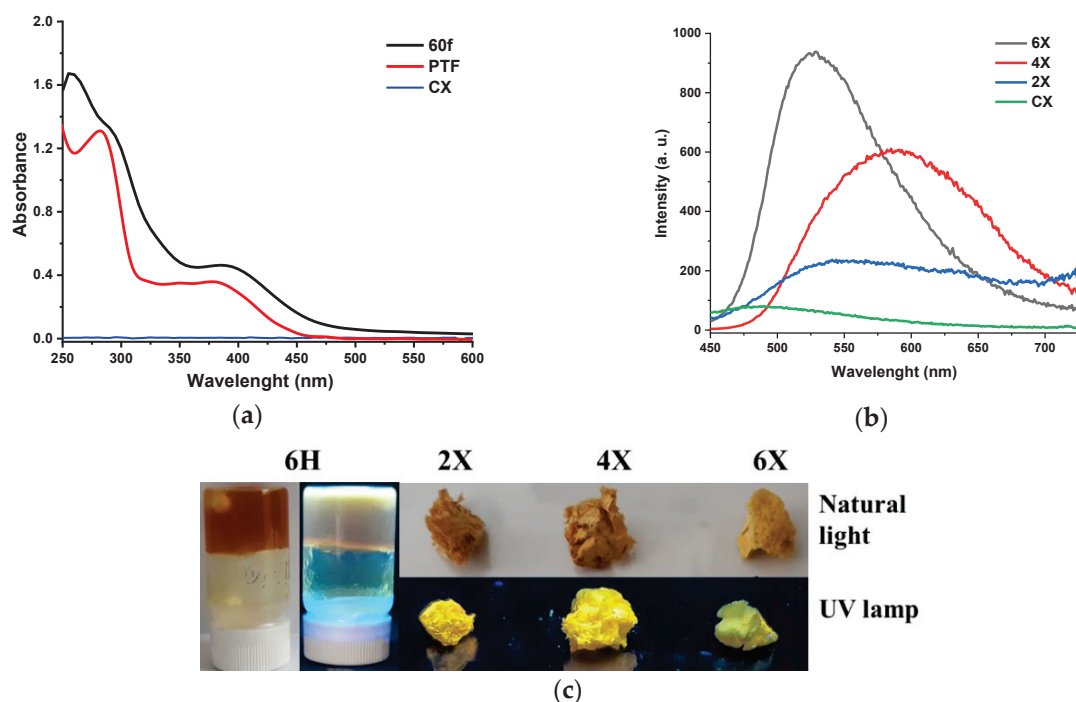 2.0
1.6
1.2
0.8
0.4
0.0
Absorbance
250 300 350 400 450 500 550 600
Wavelenght (nm)
60f
PTF
CX
(a)
1000
800
600
400
200
0
Intensity (a. u.)
450 500 550 600 650 700
Wavelenght (nm)
6X
4X
2X
CX
(b)
6H 2X 4X 6X
Natural
light
UV lamp
(c)